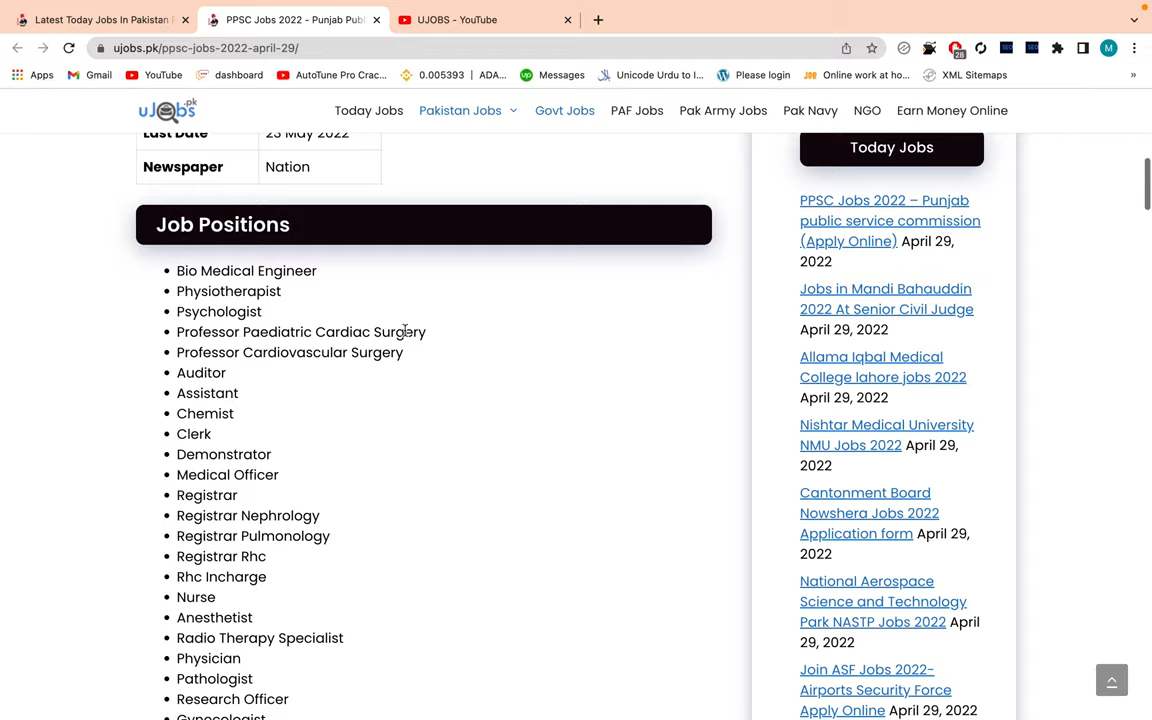 Latest Today Jobs In Pakistan
PPSC Jobs 2022 - Punjab Pub
UJOBS - YouTube
ujobs.pk/ppsc-jobs-2022-april-29/
28
M
Apps
Gmail
YouTube
dashboard
AutoTune Pro Crac...
0.005393 | ADA...
Messages
Unicode Urdu to I...
Please login
Online work at ho...
XML Sitemaps
»
uJobs.pk
Today Jobs
Pakistan Jobs
Govt Jobs
PAF Jobs
Pak Army Jobs
Pak Navy
NGO
Earn Money Online
Last Date 23 May 2022
Newspaper Nation
Job Positions
Bio Medical Engineer
Physiotherapist
Psychologist
Professor Paediatric Cardiac Surgery
Professor Cardiovascular Surgery
Auditor
Assistant
Chemist
Clerk
Demonstrator
Medical Officer
Registrar
Registrar Nephrology
Registrar Pulmonology
Registrar Rhc
Rhc Incharge
Nurse
Anesthetist
Radio Therapy Specialist
Physician
Pathologist
Research Officer
Gynecologist
Today Jobs
PPSC Jobs 2022 – Punjab
public service commission
(Apply Online) April 29,
2022
Jobs in Mandi Bahauddin
2022 At Senior Civil Judge
April 29, 2022
Allama Iqbal Medical
College lahore jobs 2022
April 29, 2022
Nishtar Medical University
NMU Jobs 2022 April 29,
2022
Cantonment Board
Nowshera Jobs 2022
Application form April 29,
2022
National Aerospace
Science and Technology
Park NASTP Jobs 2022 April
29, 2022
Join ASF Jobs 2022-
Airports Security Force
Apply Online April 29, 2022